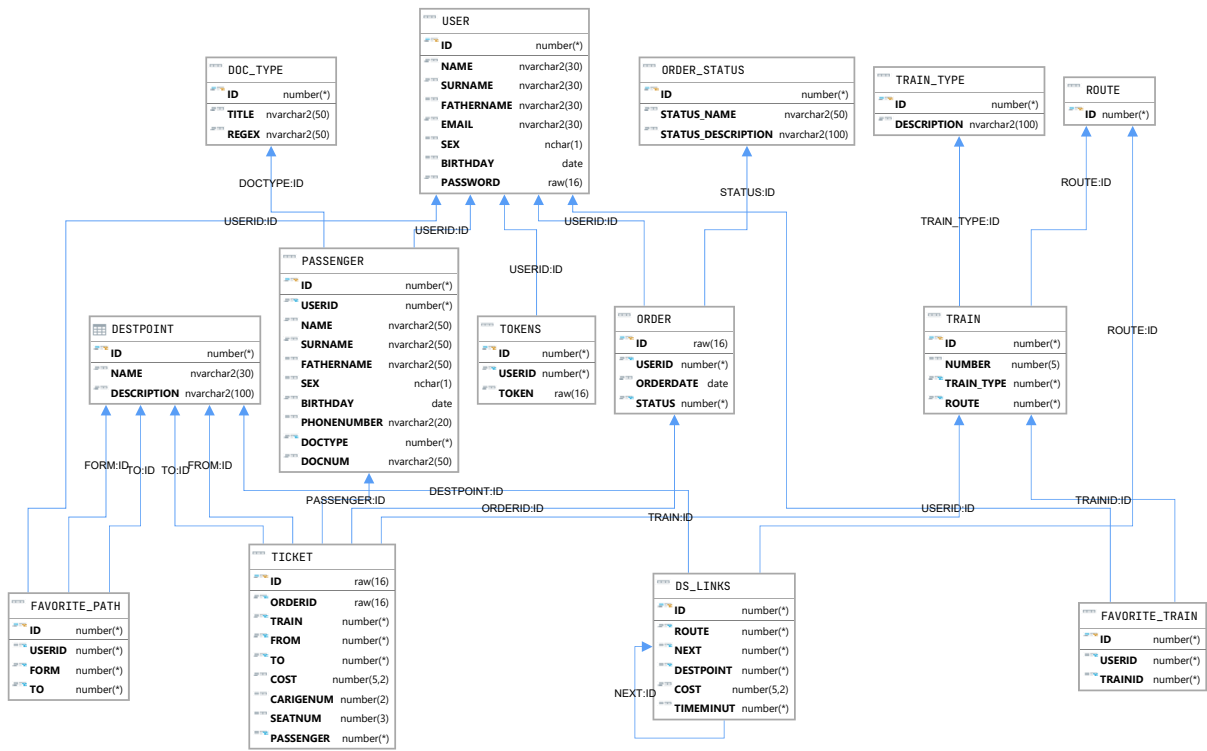 USER
ID number(*)
NAME nvarchar2(30)
SURNAME nvarchar2(30)
FATHERNAME nvarchar2(30)
EMAIL nvarchar2(30)
SEX nchar(1)
BIRTHDAY date
PASSWORD raw(16)
DOC_TYPE
ID number(*)
TITLE nvarchar2(50)
REGEX nvarchar2(50)
ORDER_STATUS
ID number(*)
STATUS_NAME nvarchar2(50)
STATUS_DESCRIPTION nvarchar2(100)
TRAIN_TYPE
ID number(*)
DESCRIPTION nvarchar2(100)
ROUTE
ID number(*)
DOCTYPE:ID
STATUS:ID
ROUTE:ID
USERID:ID
USERID:ID
USERID:ID
TRAIN_TYPE:ID
USERID:ID
ROUTE:ID
PASSENGER
ID number(*)
USERID number(*)
NAME nvarchar2(50)
SURNAME nvarchar2(50)
FATHERNAME nvarchar2(50)
SEX nchar(1)
BIRTHDAY date
PHONENUMBER nvarchar2(20)
DOCTYPE number(*)
DOCNUM nvarchar2(50)
DESTPOINT
ID number(*)
NAME nvarchar2(30)
DESCRIPTION nvarchar2(100)
TOKENS
ID number(*)
USERID number(*)
TOKEN raw(16)
ORDER
ID raw(16)
USERID number(*)
ORDERDATE date
STATUS number(*)
TRAIN
ID number(*)
NUMBER number(5)
TRAIN_TYPE number(*)
ROUTE number(*)
FORM:ID
TO:ID
TO:ID
FROM:ID
DESTPOINT:ID
PASSENGER:ID
ORDERID:ID
TRAIN:ID
USERID:ID
TRAINID:ID
TICKET
ID raw(16)
ORDERID raw(16)
TRAIN number(*)
FROM number(*)
TO number(*)
COST number(5,2)
CARIGENUM number(2)
SEATNUM number(3)
PASSENGER number(*)
FAVORITE_PATH
ID number(*)
USERID number(*)
FORM number(*)
TO number(*)
DS_LINKS
ID number(*)
ROUTE number(*)
NEXT number(*)
DESTPOINT number(*)
COST number(5,2)
TIMEMINUT number(*)
NEXT:ID
FAVORITE_TRAIN
ID number(*)
USERID number(*)
TRAINID number(*)